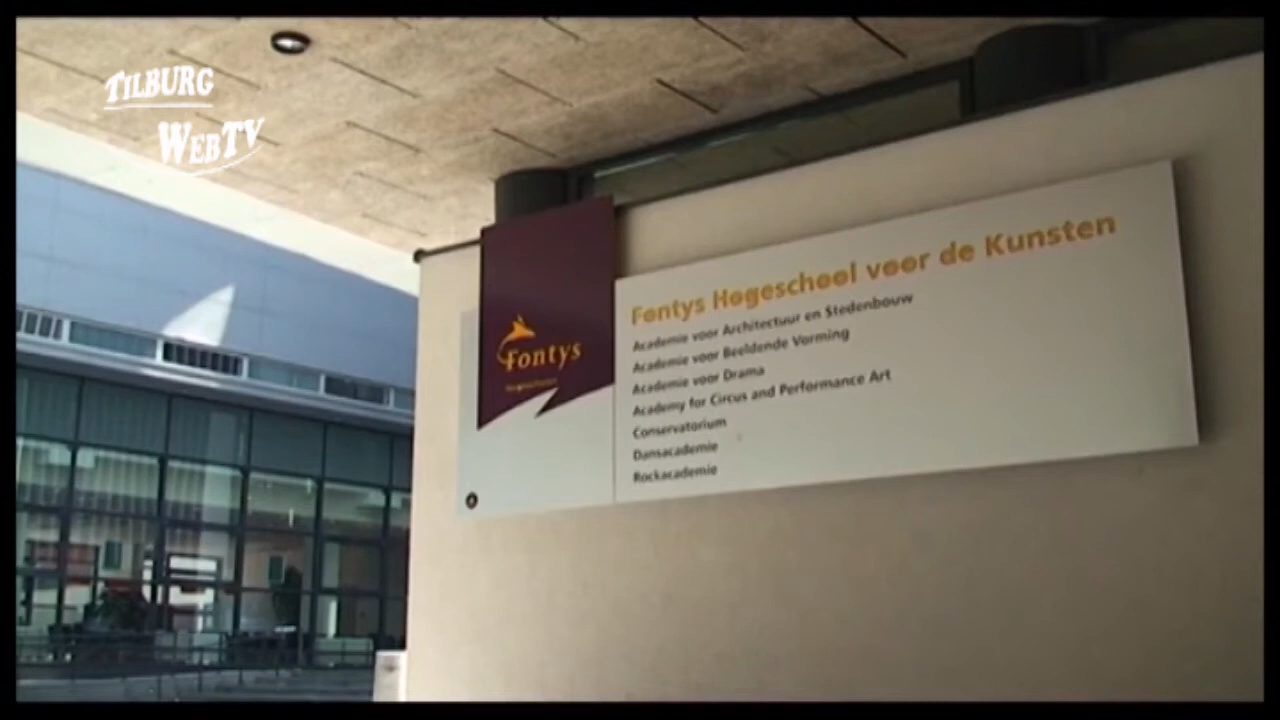 TILBURG
WEBTV
Fontys
Fontys Hogeschool voor de Kunsten
Academie voor Architectuur en Stedenbouw
Academie voor Beeldende Vorming
Academie voor Drama
Academy for Circus and Performance Art
Conservatorium
Dansacademie
Rockacademie